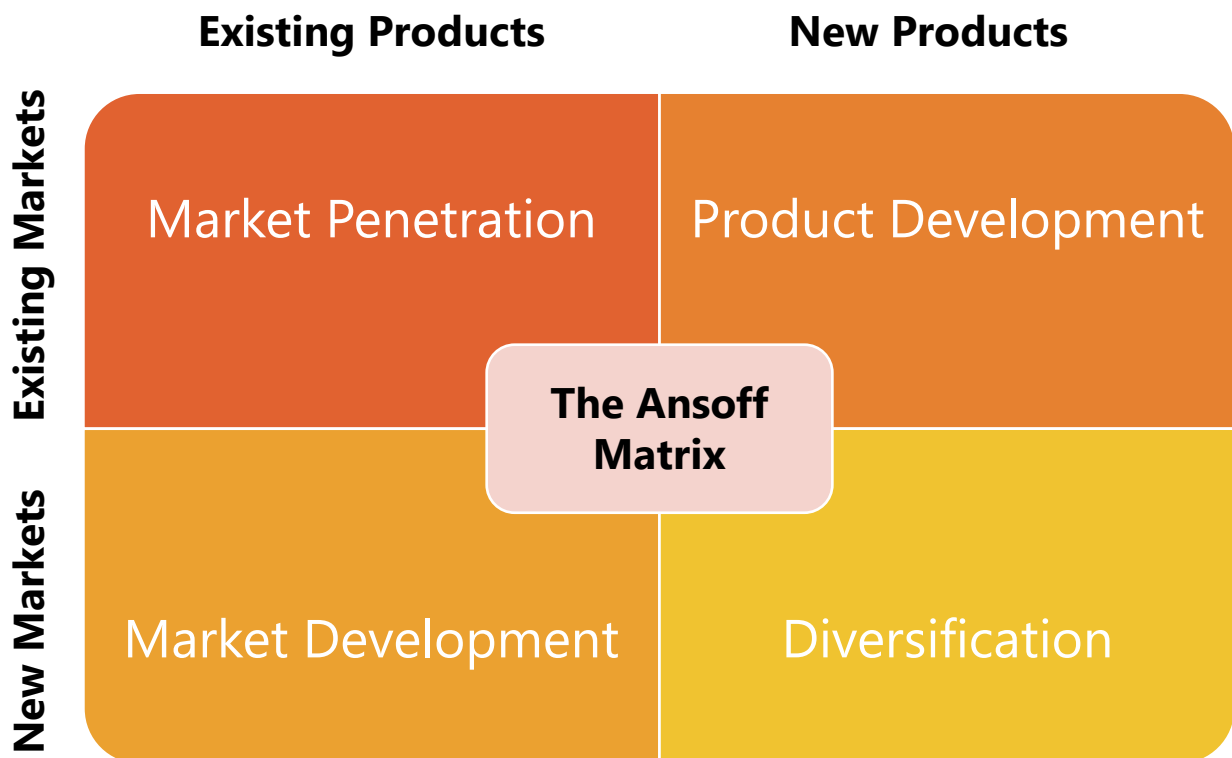 Existing Products
New Products
Existing Markets
Market Penetration
Product Development
The Ansoff
Matrix
New Markets
Market Development
Diversification